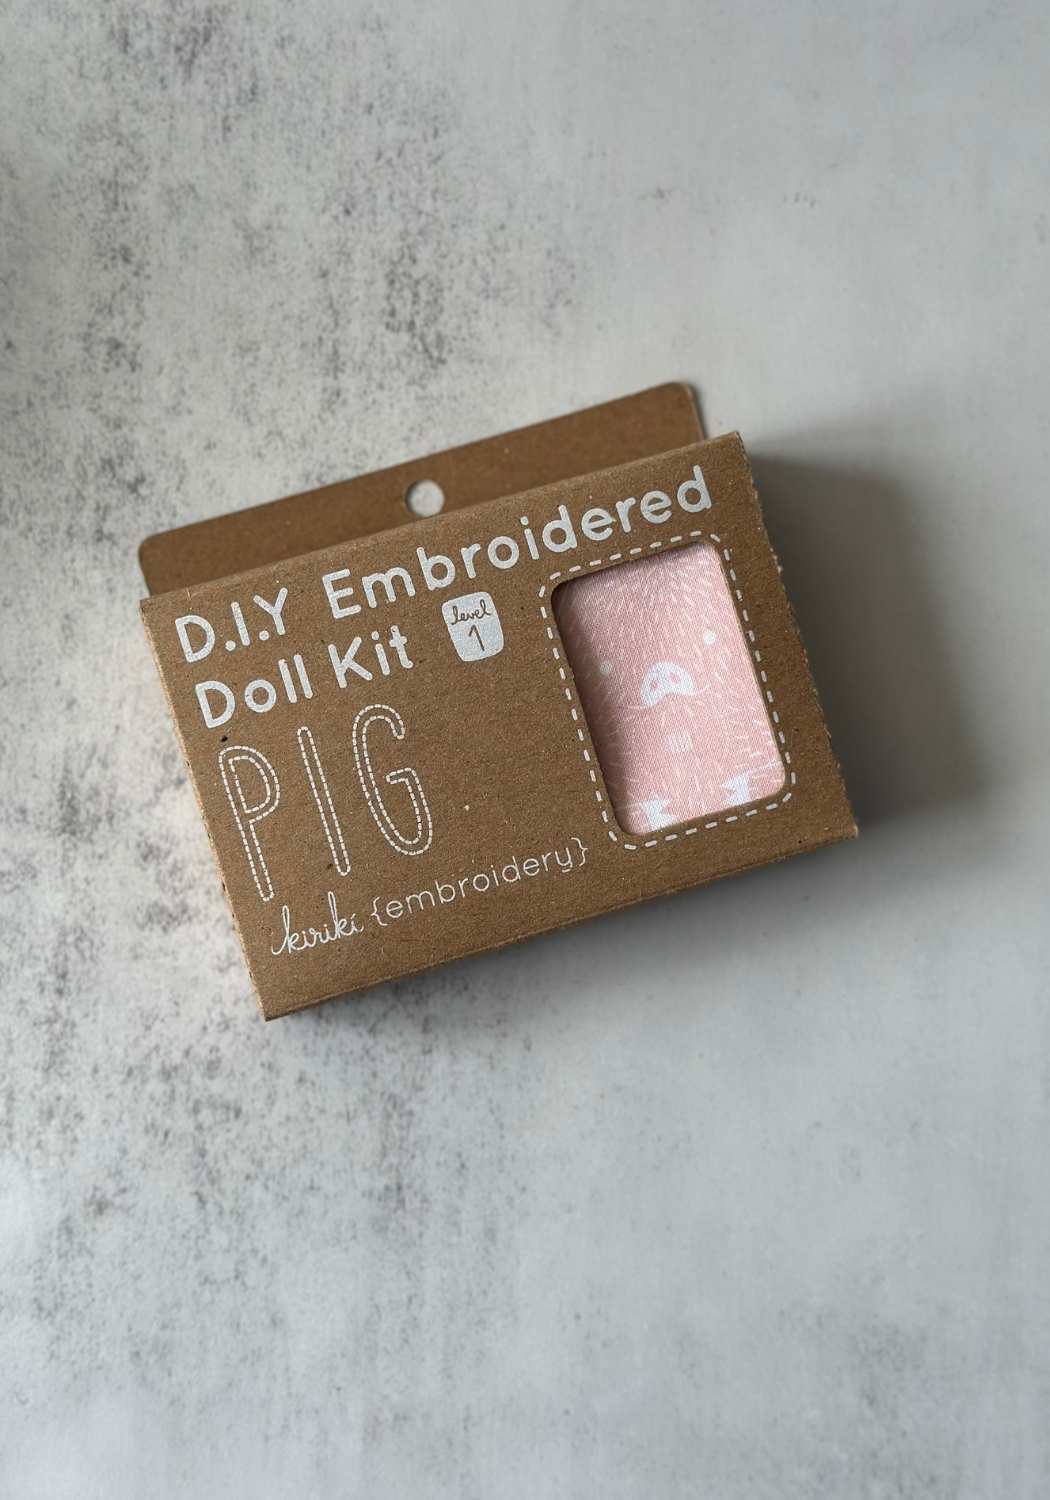 D.I.Y Embroidered
Doll Kit
level
1
PIG
kiriki {embroidery}